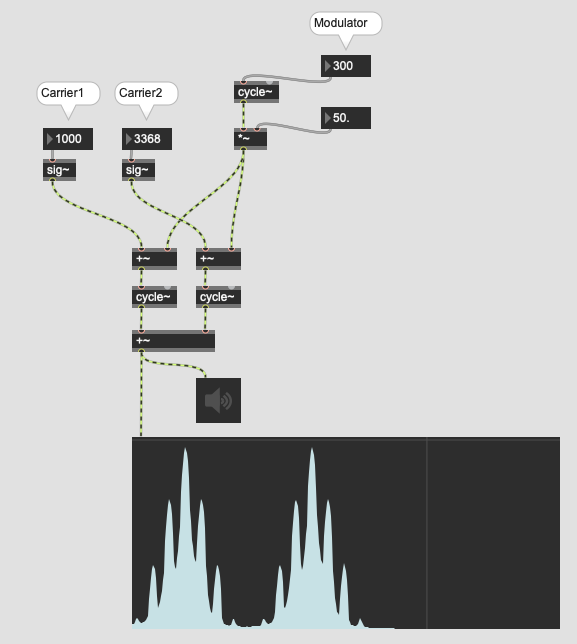 Modulator
300
Carrier1
Carrier2
cycle~
50.
1000
3368
*~
sig~
sig~
+~
+~
cycle~
cycle~
+~